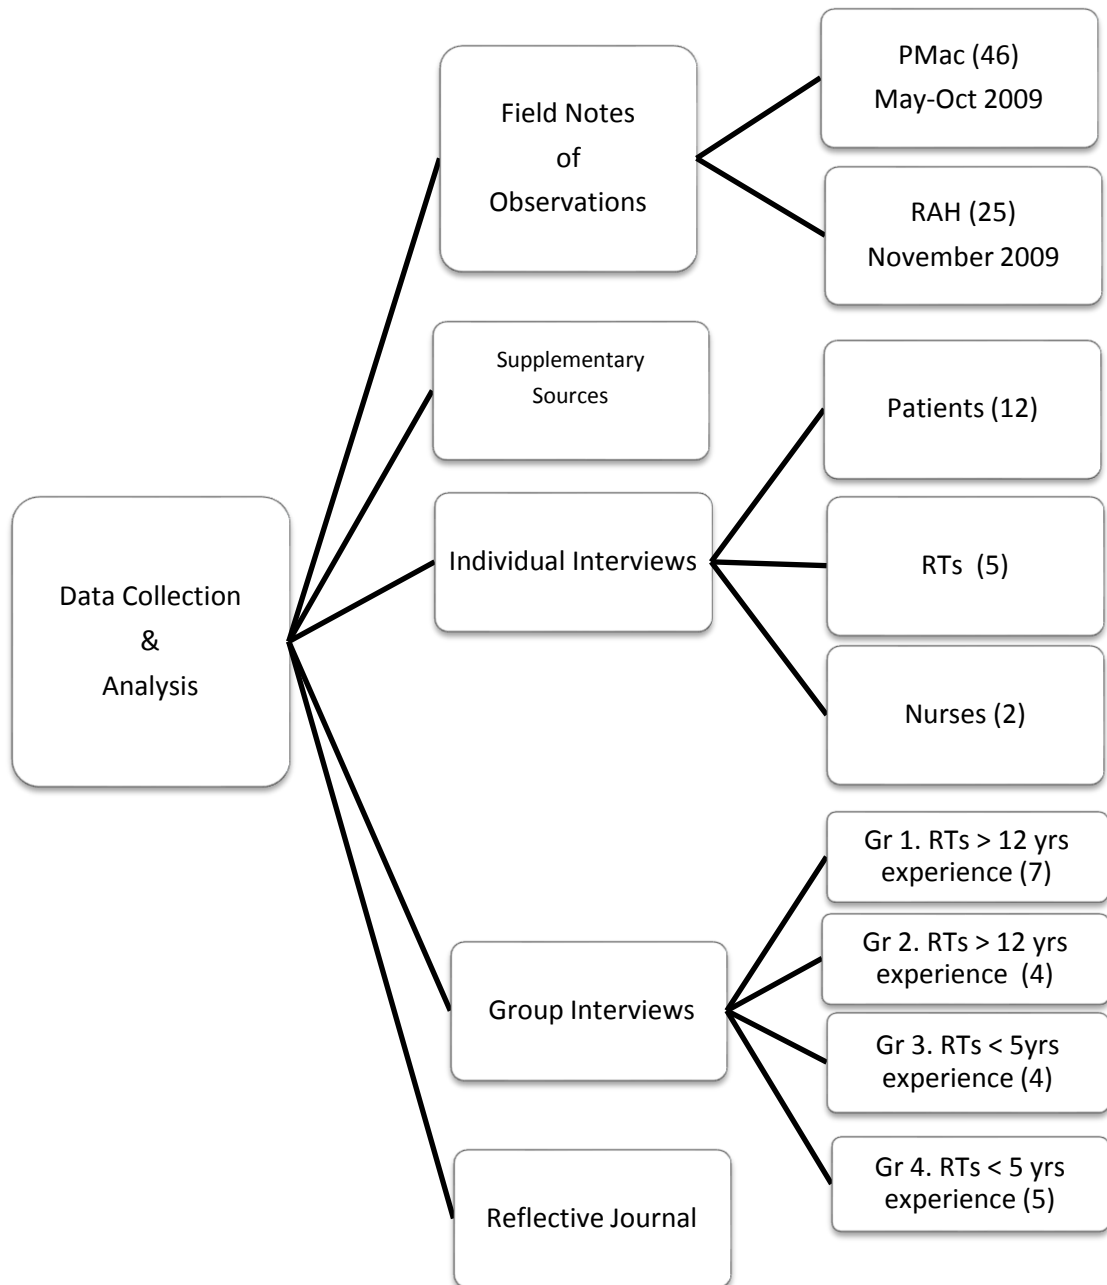 Data Collection
&
Analysis
Field Notes
of
Observations
PMac (46)
May-Oct 2009
RAH (25)
November 2009
Supplementary
Sources
Individual Interviews
Patients (12)
RTs (5)
Nurses (2)
Group Interviews
Gr 1. RTs > 12 yrs
experience (7)
Gr 2. RTs > 12 yrs
experience (4)
Gr 3. RTs < 5yrs
experience (4)
Gr 4. RTs < 5 yrs
experience (5)
Reflective Journal